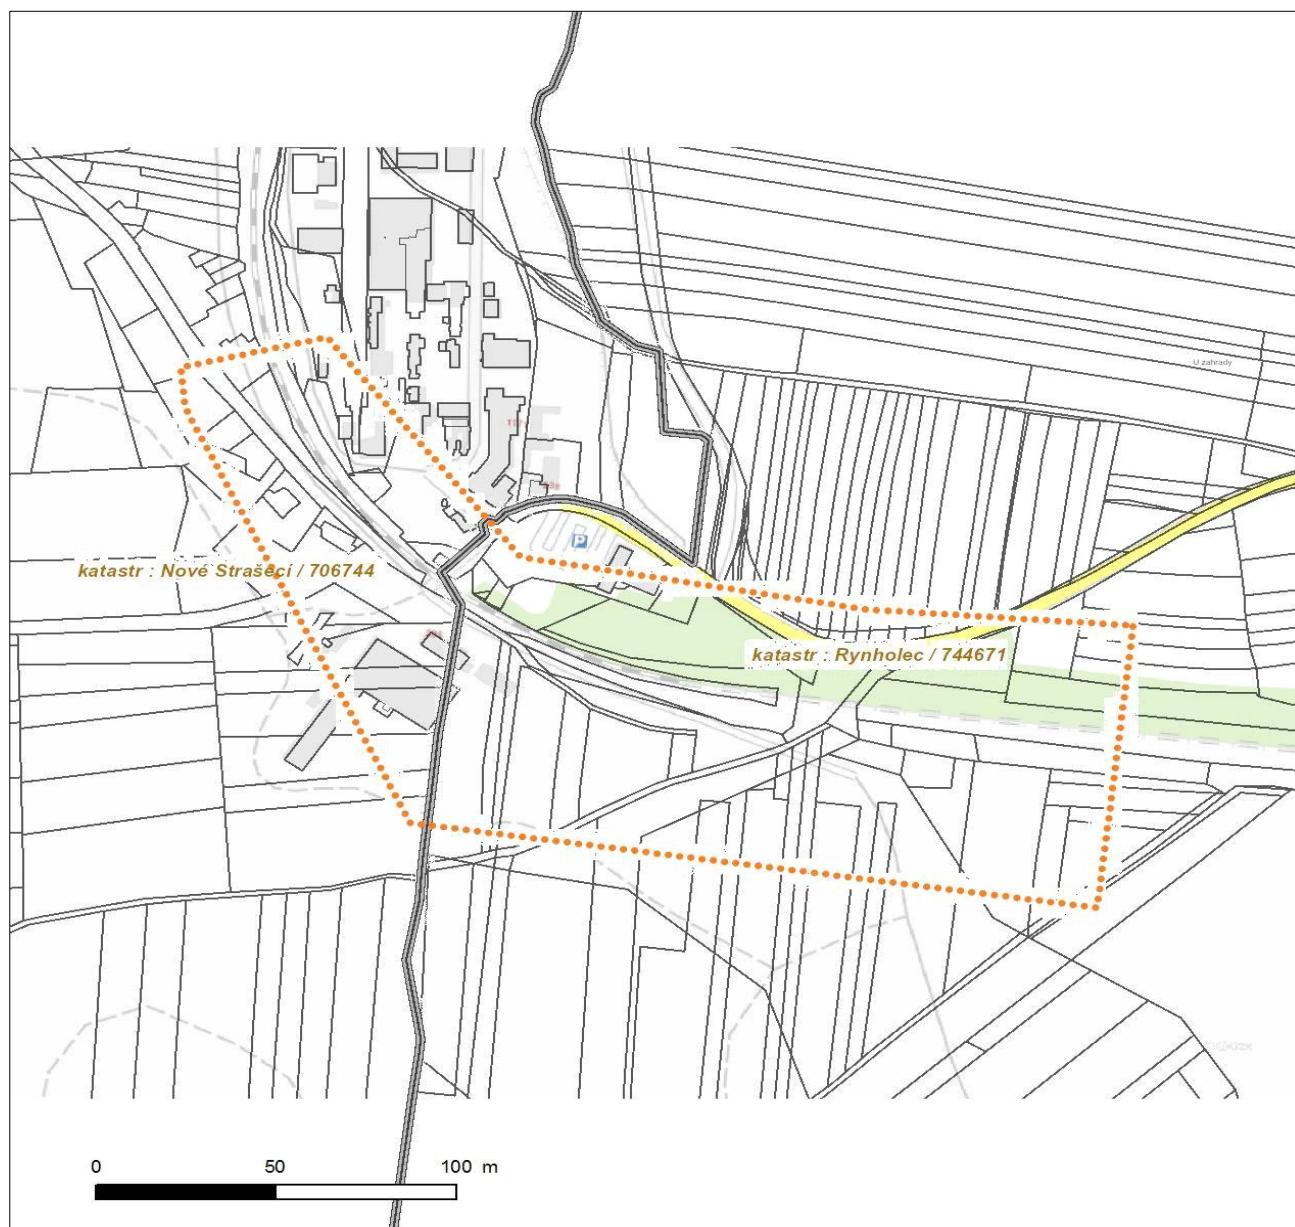 U zahrady
P
katastr : Nové Strašecí / 706744
katastr : Rynholec / 744671
0 50 100 m